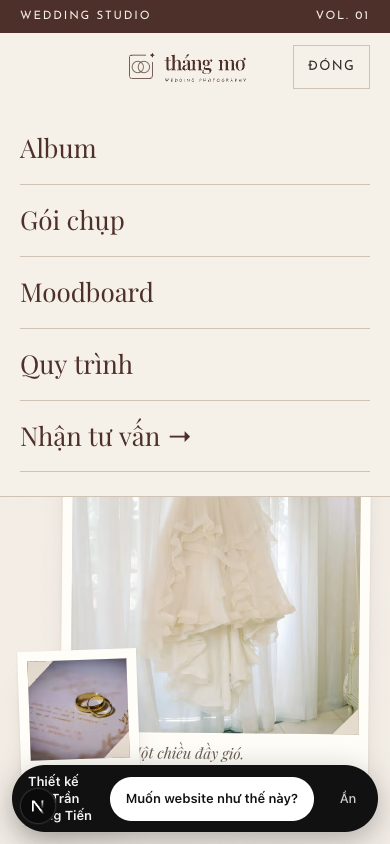 WEDDING STUDIO
VOL. 01
tháng mơ
WEDDING PHOTOGRAPHY
ĐÓNG
Album
Gói chụp
Moodboard
Quy trình
Nhận tư vấn →
chiều đầy gió.
Thiết kế
Trần
Tiến
N
Muốn website như thế này?
Ẩn